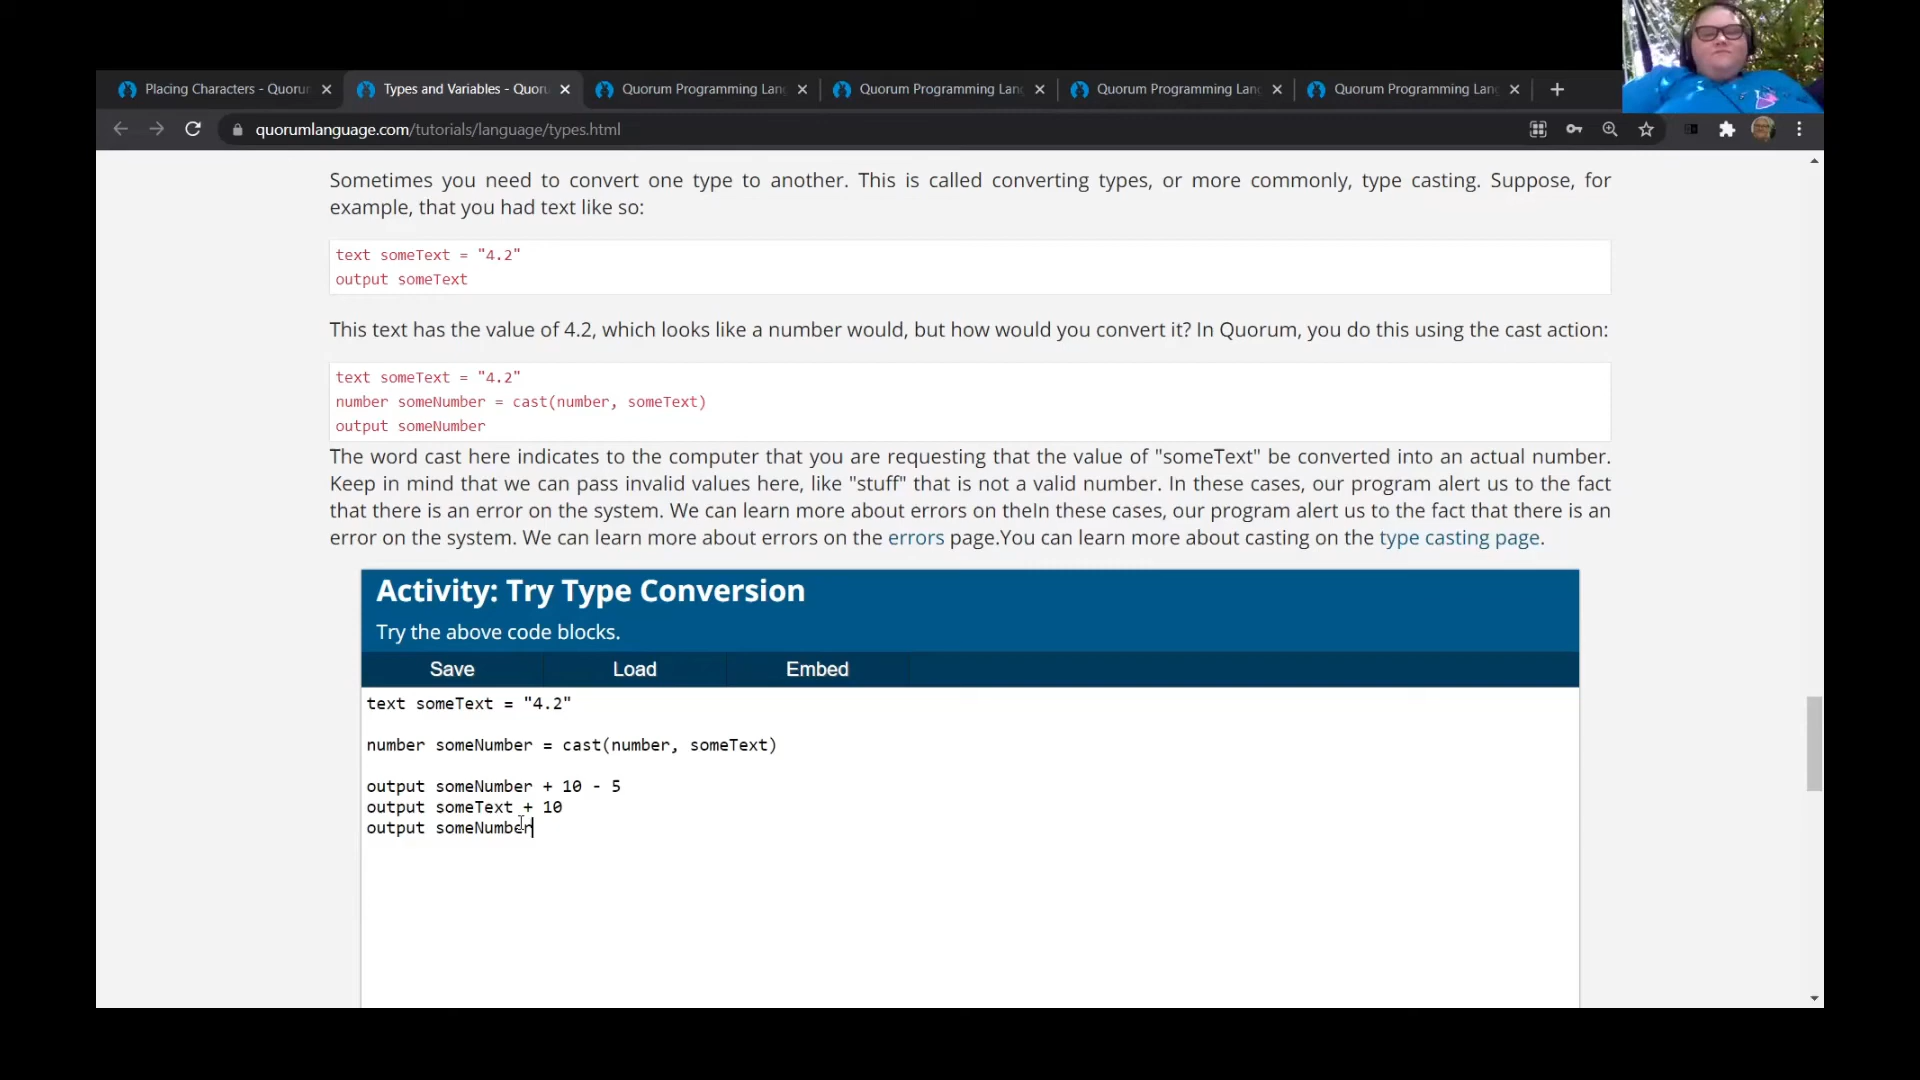 Placing Characters - Quorum
Types and Variables - Quoru
Quorum Programming Lang
Quorum Programming Lang
Quorum Programming Lang
Quorum Programming Lang
quorumlanguage.com/tutorials/language/types.html
Sometimes you need to convert one type to another. This is called converting types, or more commonly, type casting. Suppose, for
example, that you had text like so:
text someText = "4.2"
output someText
This text has the value of 4.2, which looks like a number would, but how would you convert it? In Quorum, you do this using the cast action:
text someText = "4.2"
number someNumber = cast(number, someText)
output someNumber
The word cast here indicates to the computer that you are requesting that the value of "someText" be converted into an actual number.
Keep in mind that we can pass invalid values here, like "stuff" that is not a valid number. In these cases, our program alert us to the fact
that there is an error on the system. We can learn more about errors on theIn these cases, our program alert us to the fact that there is an
error on the system. We can learn more about errors on the errors page.You can learn more about casting on the type casting page.
Activity: Try Type Conversion
Try the above code blocks.
Save Load Embed
text someText = "4.2"
number someNumber = cast(number, someText)
output someNumber + 10 - 5
output someText + 10
output someNumber